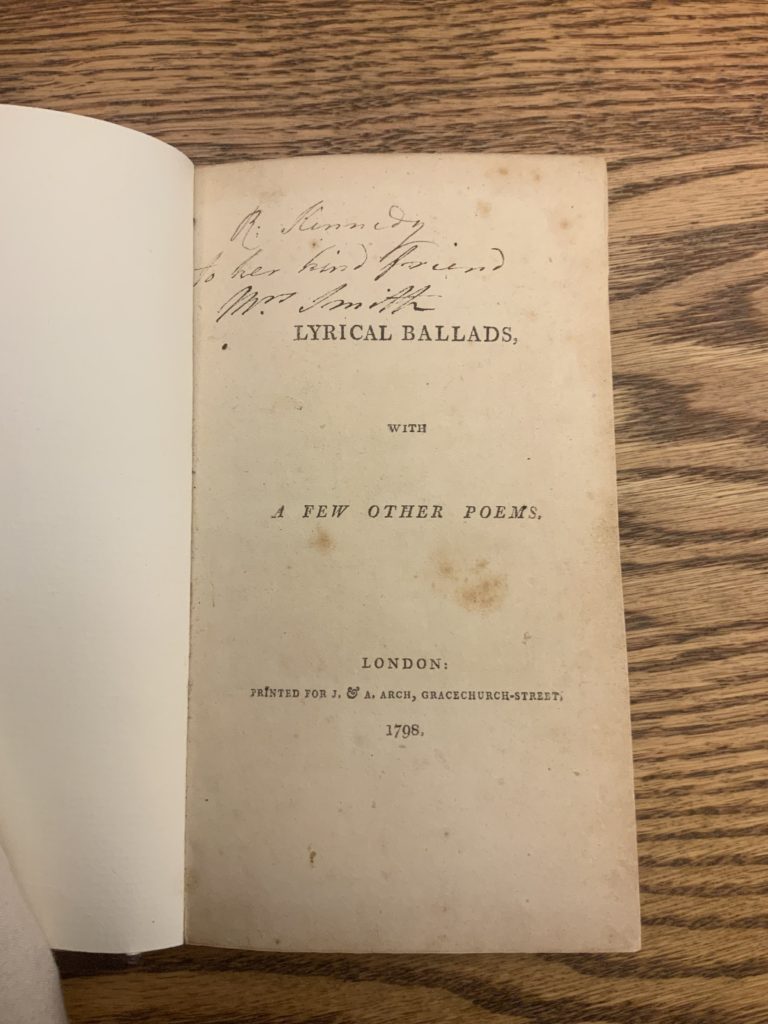 R: Kennedy
to her kind friend
Mrs Smith
LYRICAL BALLADS,
WITH
A FEW OTHER POEMS.
LONDON:
PRINTED FOR J. & A. ARCH, GRACECHURCH-STREET.
1798.